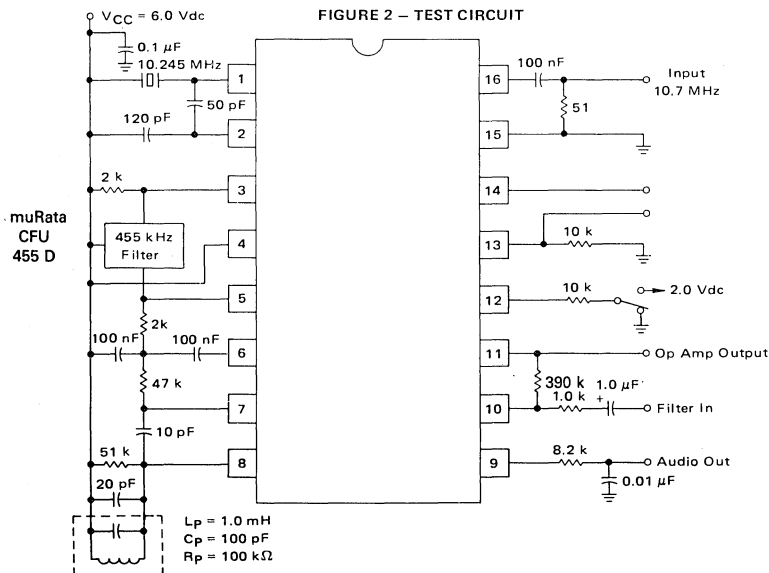 FIGURE 2 – TEST CIRCUIT
VCC = 6.0 Vdc
0.1 µF
10.245 MHz
1
50 pF
120 pF
2
2 k
3
muRata
CFU
455 D
455 kHz
Filter
4
5
2k
100 nF
100 nF
6
47 k
7
10 pF
51 k
8
20 pF
LP = 1.0 mH
CP = 100 pF
RP = 100 kΩ
16
100 nF
Input
10.7 MHz
51
15
14
13
10 k
12
10 k
2.0 Vdc
11
Op Amp Output
390 k
1.0 µF
+
10
1.0 k
Filter In
9
8.2 k
Audio Out
0.01 µF